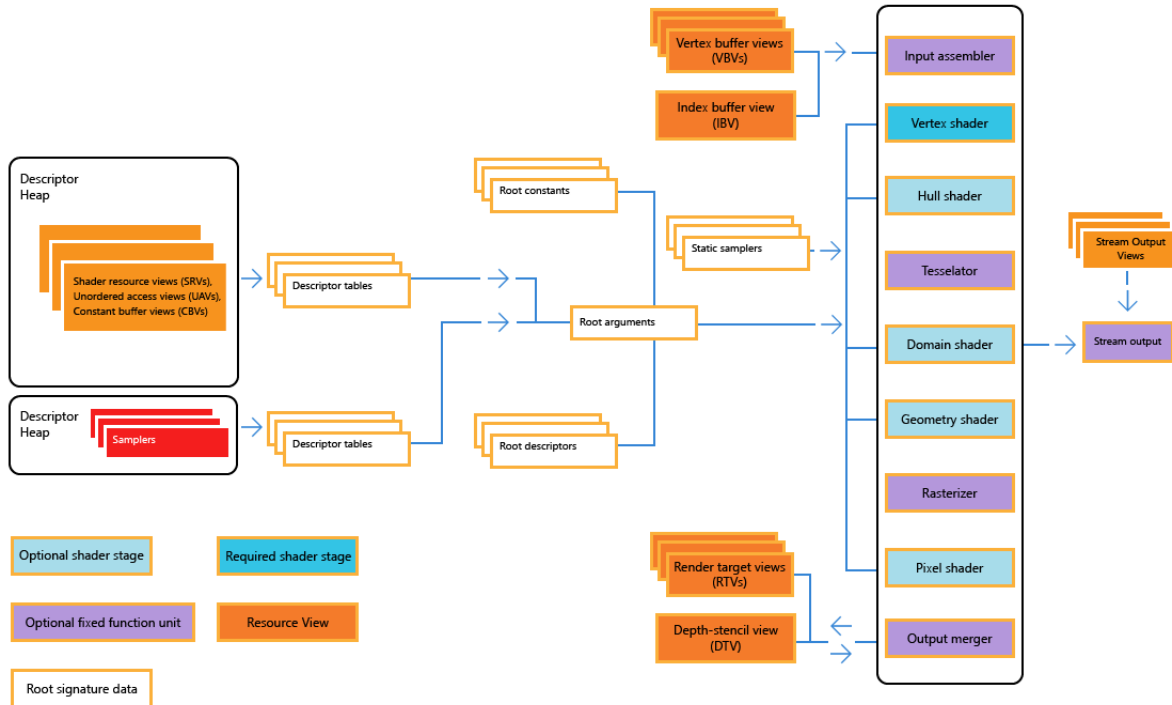 Vertex buffer views
(VBVs)
Index buffer view
(IBV)
Input assembler
Vertex shader
Hull shader
Tesselator
Domain shader
Geometry shader
Rasterizer
Pixel shader
Output merger
Descriptor
Heap
Shader resource views (SRVs),
Unordered access views (UAVs),
Constant buffer views (CBVs)
Descriptor tables
Root constants
Static samplers
Root arguments
Stream Output
Views
Stream output
Descriptor
Heap
Samplers
Descriptor tables
Root descriptors
Render target views
(RTVs)
Depth-stencil view
(DTV)
Optional shader stage
Required shader stage
Optional fixed function unit
Resource View
Root signature data